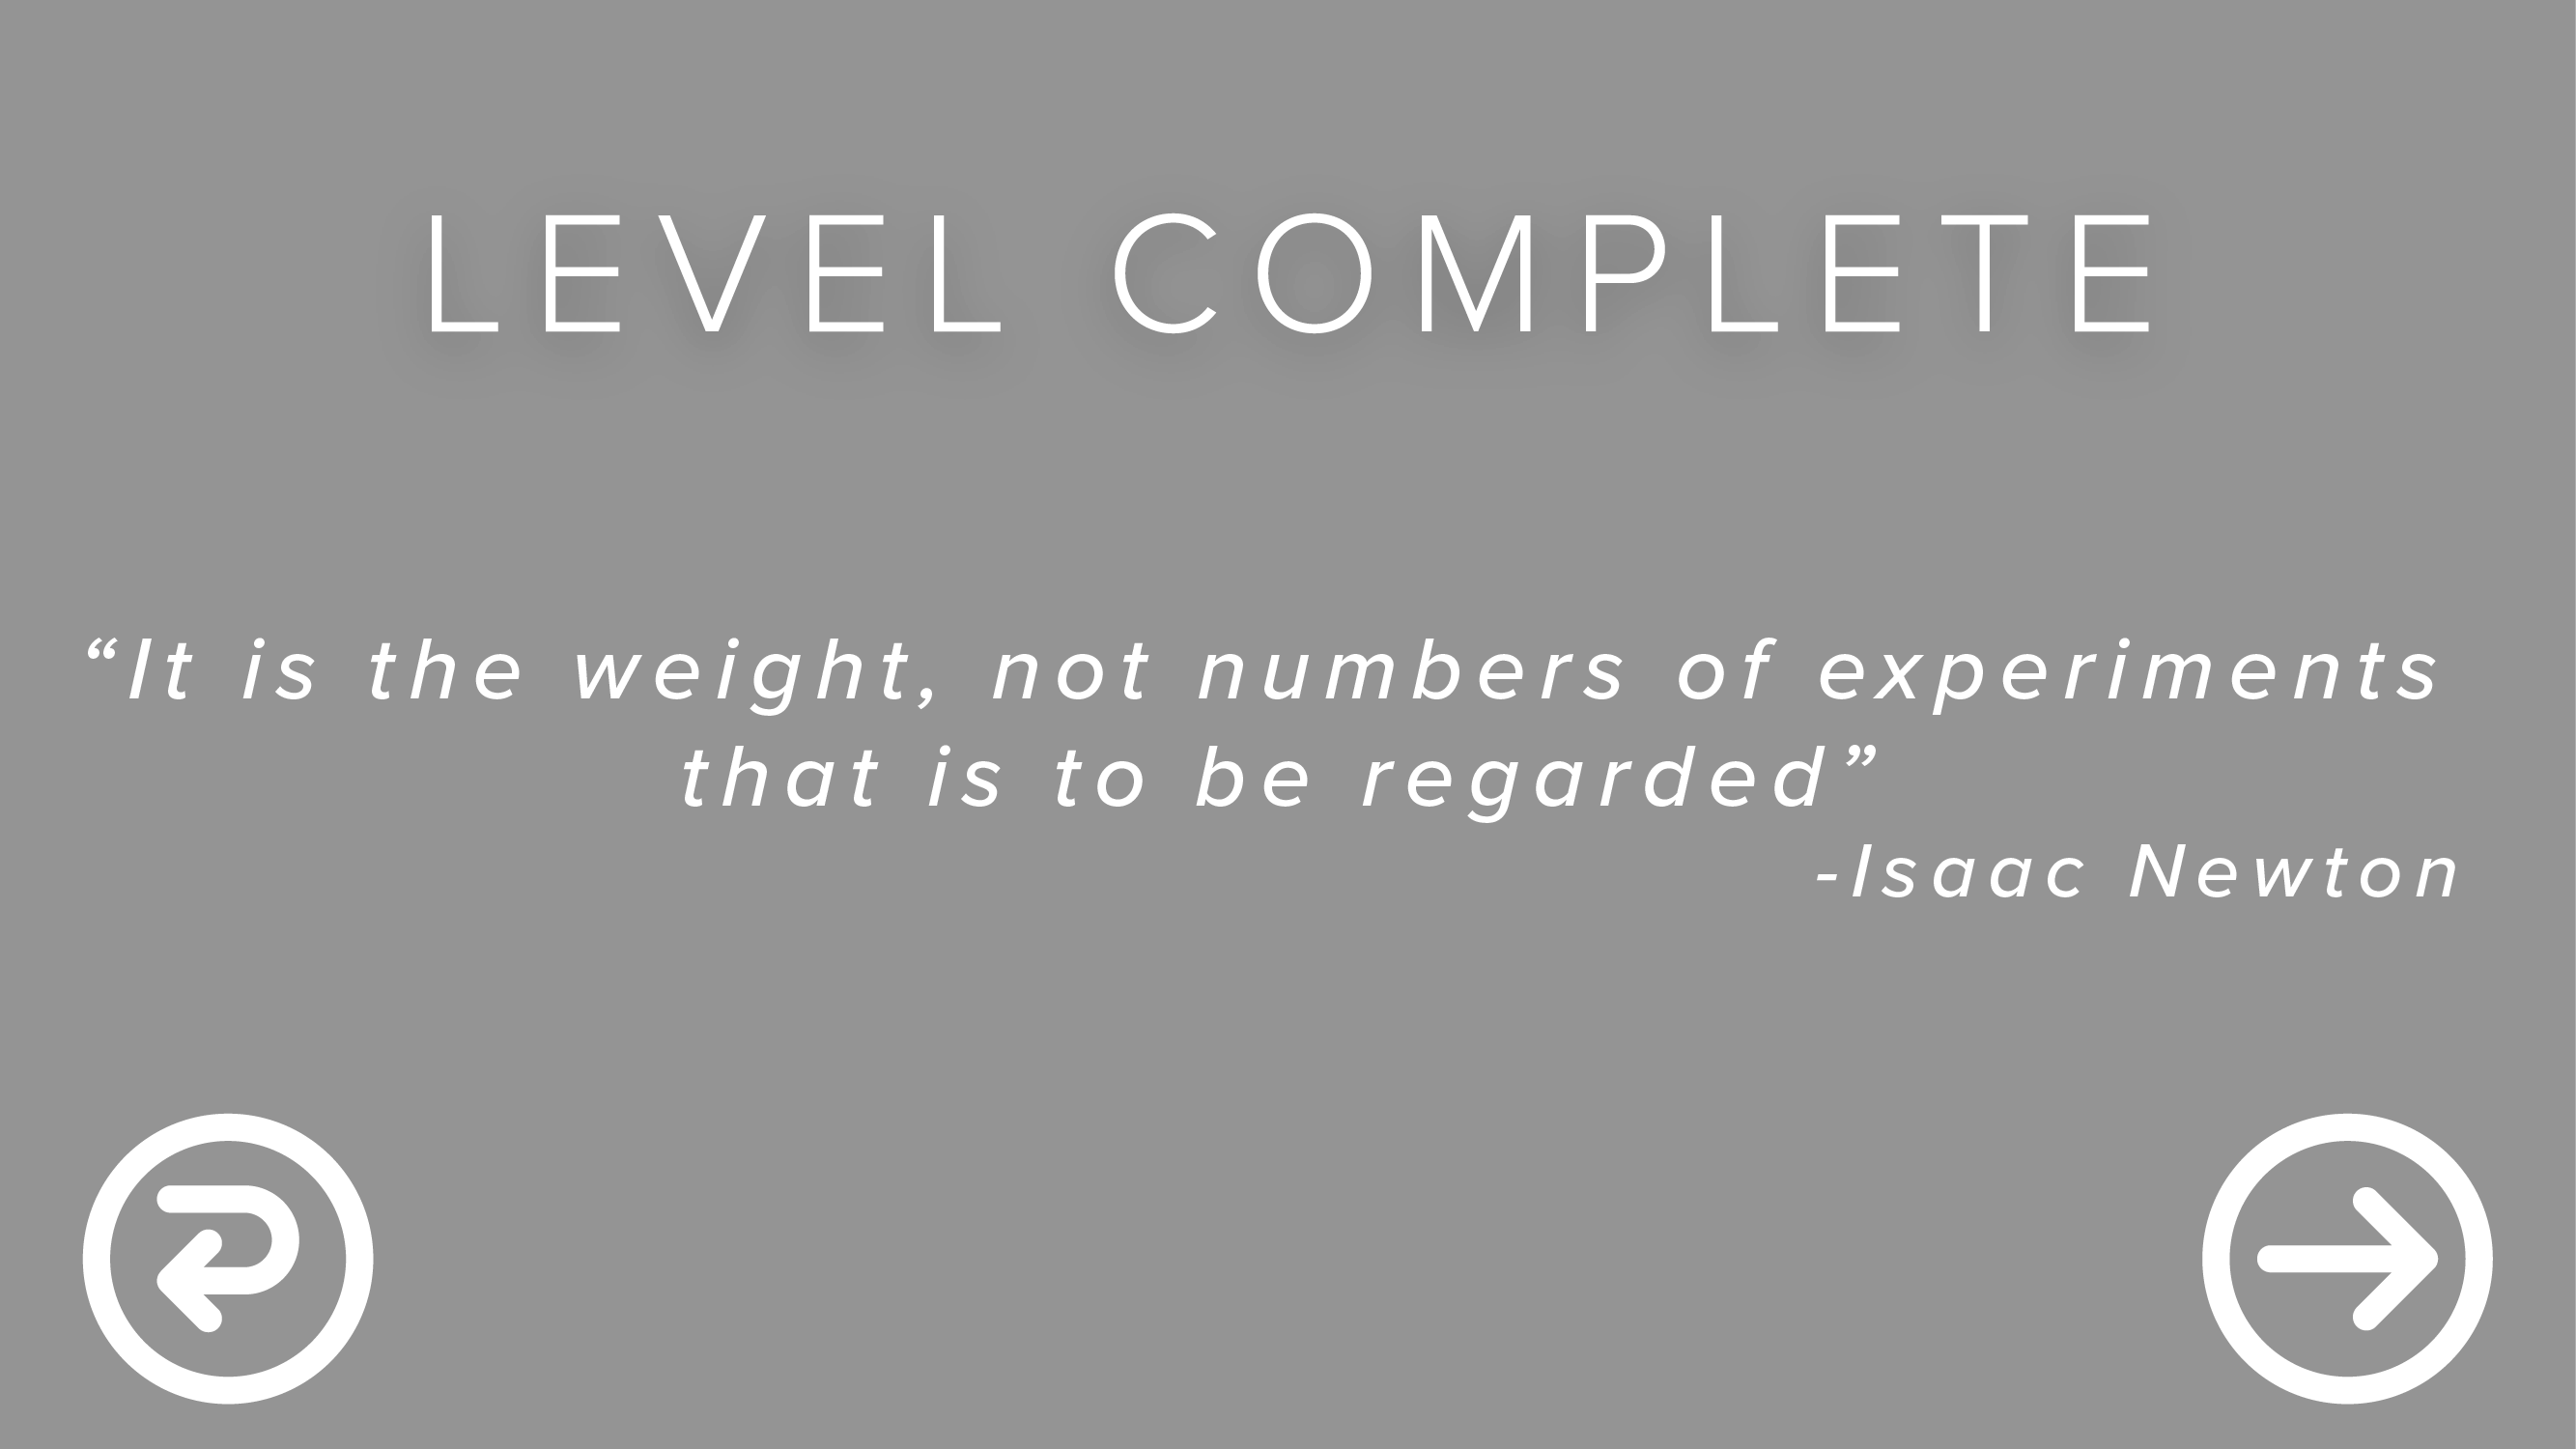 LEVEL COMPLETE
“It is the weight, not numbers of experiments
that is to be regarded”
-Isaac Newton